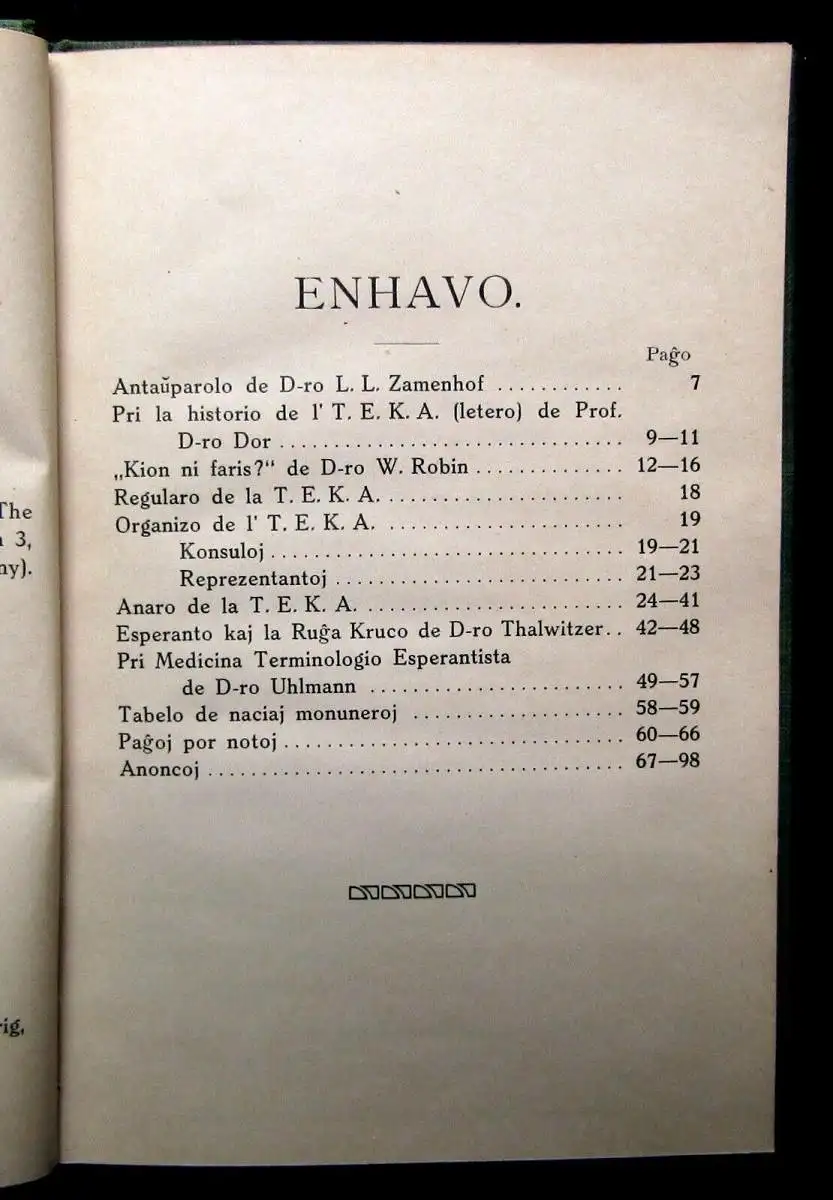 ENHAVO.
Paĝo
Antaŭparolo de D-ro L. L. Zamenhof ............ 7
Pri la historio de l' T. E. K. A. (letero) de Prof.
D-ro Dor ................................. 9—11
„Kion ni faris?“ de D-ro W. Robin .............. 12—16
Regularo de la T. E. K. A. ....................... 18
Organizo de l' T. E. K. A. ....................... 19
Konsuloj .................................. 19—21
Reprezentantoj ............................ 21—23
Anaro de la T. E. K. A. ......................... 24—41
Esperanto kaj la Ruĝa Kruco de D-ro Thalwitzer.. 42—48
Pri Medicina Terminologio Esperantista
de D-ro Uhlmann ........................ 49—57
Tabelo de naciaj monuneroj .................... 58—59
Paĝoj por notoj ................................. 60—66
Anoncoj ........................................ 67—98
The
3,
ny).
rig,